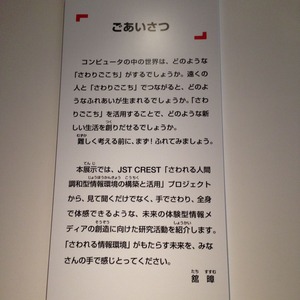 ごあいさつ
コンピュータの中の世界は、どのような
「さわりごこち」がするでしょうか。遠くの
人と「さわりごこち」でつながると、どのよ
うなふれあいが生まれるでしょうか。「さわ
りごこち」を活用することで、どのような新
しい生活を創りだせるでしょうか。
難しく考える前に、まず！ふれてみましょう。
本展示では、JST CREST「さわれる人間
調和型情報環境の構築と活用」プロジェクト
から、見て聞くだけでなく、手でさわり、全身
で体感できるような、未来の体験型情報メ
ディアの創造に向けた研究活動を紹介します。
「さわれる情報環境」がもたらす未来を、みな
さんの手で感じとってください。
舘 暲